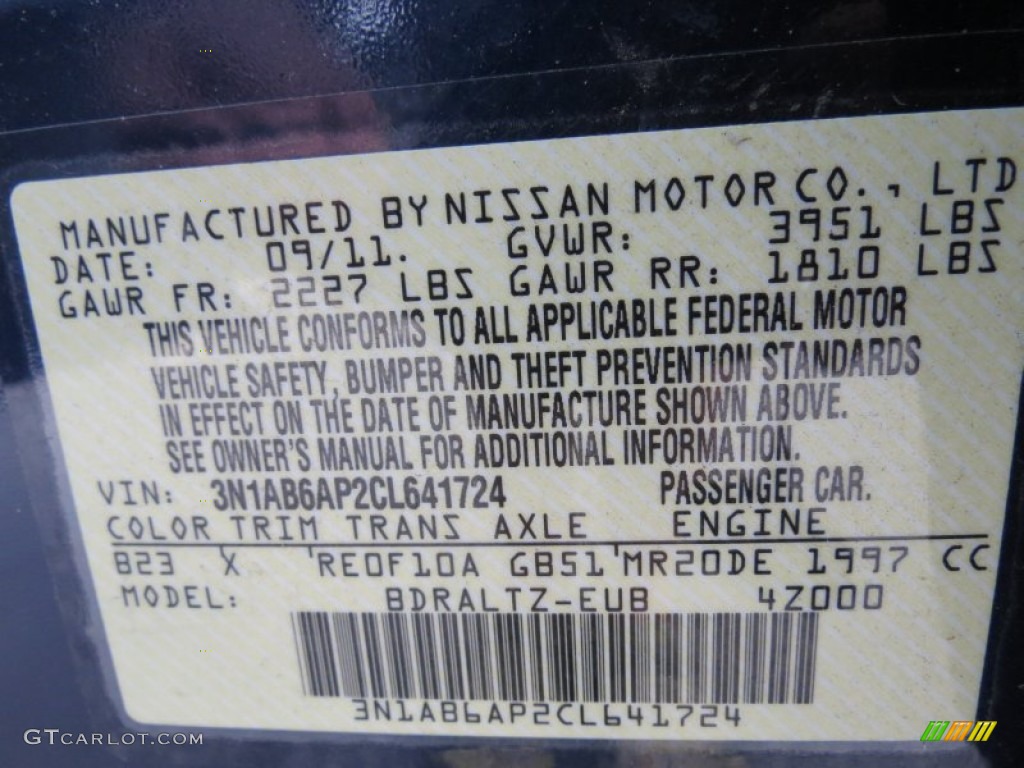 MANUFACTURED BY NISSAN MOTOR CO., LTD
DATE: 09/11. GVWR: 3951 LBS
GAWR FR: 2227 LBS GAWR RR: 1810 LBS
THIS VEHICLE CONFORMS TO ALL APPLICABLE FEDERAL MOTOR
VEHICLE SAFETY, BUMPER AND THEFT PREVENTION STANDARDS
IN EFFECT ON THE DATE OF MANUFACTURE SHOWN ABOVE.
SEE OWNER'S MANUAL FOR ADDITIONAL INFORMATION.
VIN: 3N1AB6AP2CL641724 PASSENGER CAR.
COLOR TRIM TRANS AXLE ENGINE
B23 X 'RE0F10A GB51'MR20DE 1997 CC
MODEL: BDRALTZ-EUB 4Z000
3N1AB6AP2CL641724
GTCarLot.com